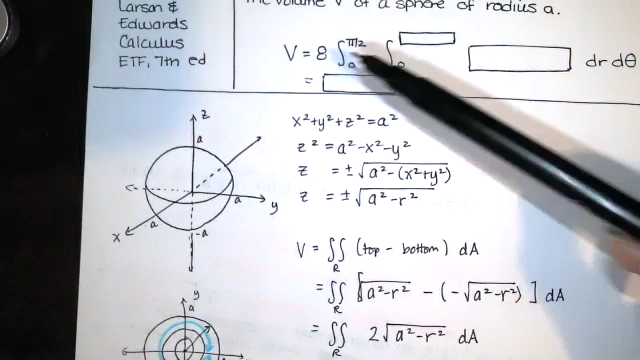 Larson &
Edwards
Calculus
ETF, 7th ed
The volume V of a sphere of radius a.
V = 8 ∫₀^{π/2} ∫₀ dr dθ
=
z
a
x
a
a
y
-a
x²+y²+z²=a²
z² = a²-x²-y²
z = ±√(a²-(x²+y²))
z = ±√(a²-r²)
V = ∬_R (top - bottom) dA
= ∬_R [√(a²-r²) - (-√(a²-r²))] dA
= ∬_R 2√(a²-r²) dA
y